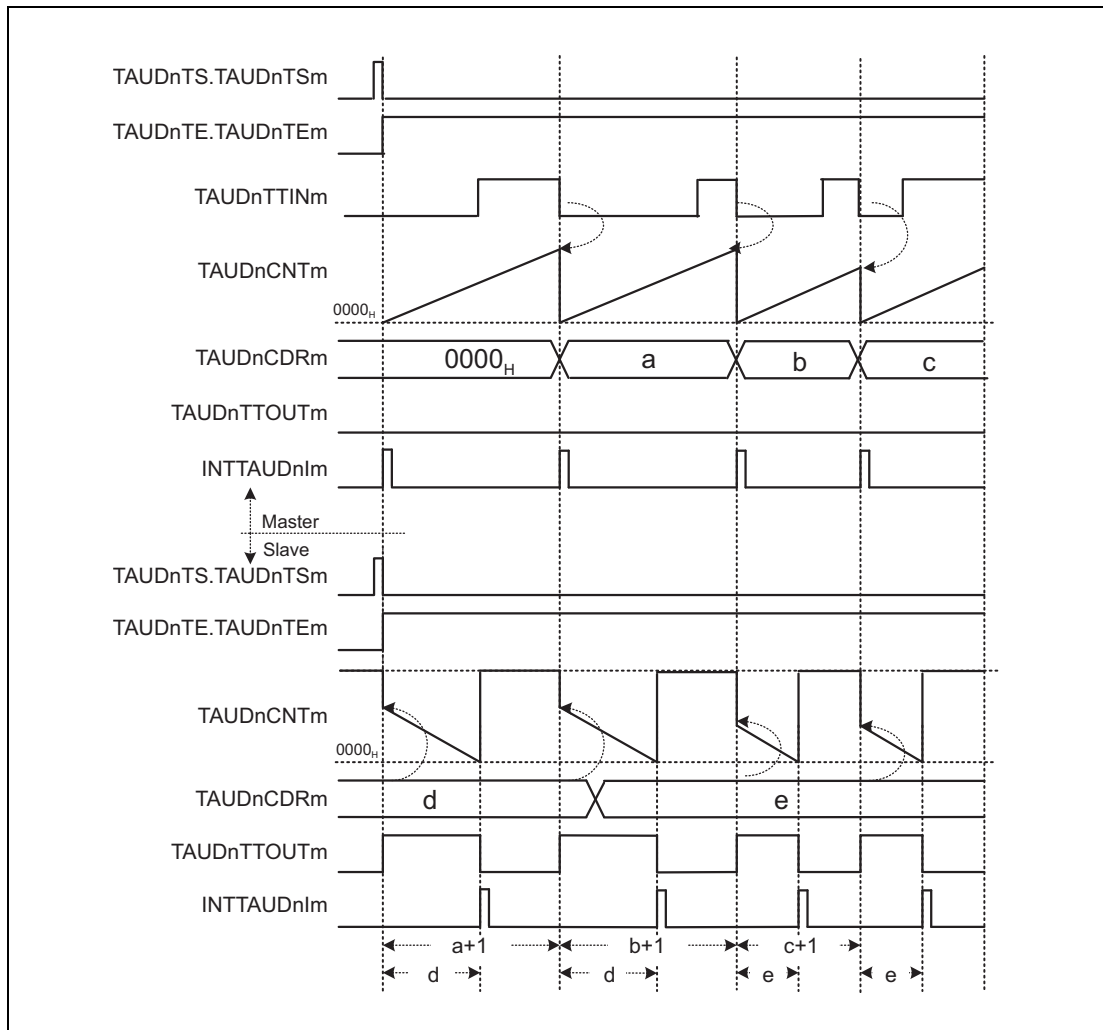 TAUDnTS.TAUDnTSm
TAUDnTE.TAUDnTEm
TAUDnTTINm
TAUDnCNTm
0000H
TAUDnCDRm
0000H a b c
TAUDnTTOUTm
INTTAUDnIm
Master
Slave
TAUDnTS.TAUDnTSm
TAUDnTE.TAUDnTEm
TAUDnCNTm
0000H
TAUDnCDRm
d e
TAUDnTTOUTm
INTTAUDnIm
a+1 b+1 c+1
d d e e